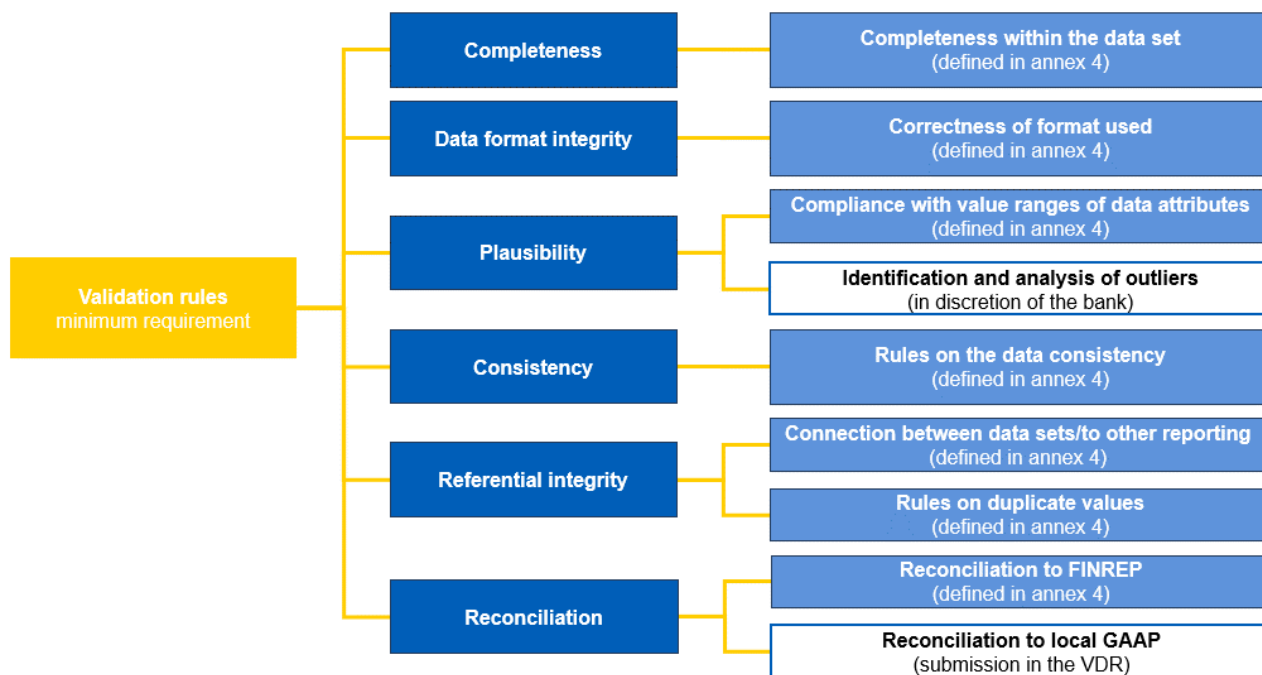 Validation rules
minimum requirement
Completeness
Completeness within the data set
(defined in annex 4)
Data format integrity
Correctness of format used
(defined in annex 4)
Plausibility
Compliance with value ranges of data attributes
(defined in annex 4)
Identification and analysis of outliers
(in discretion of the bank)
Consistency
Rules on the data consistency
(defined in annex 4)
Referential integrity
Connection between data sets/to other reporting
(defined in annex 4)
Rules on duplicate values
(defined in annex 4)
Reconciliation
Reconciliation to FINREP
(defined in annex 4)
Reconciliation to local GAAP
(submission in the VDR)